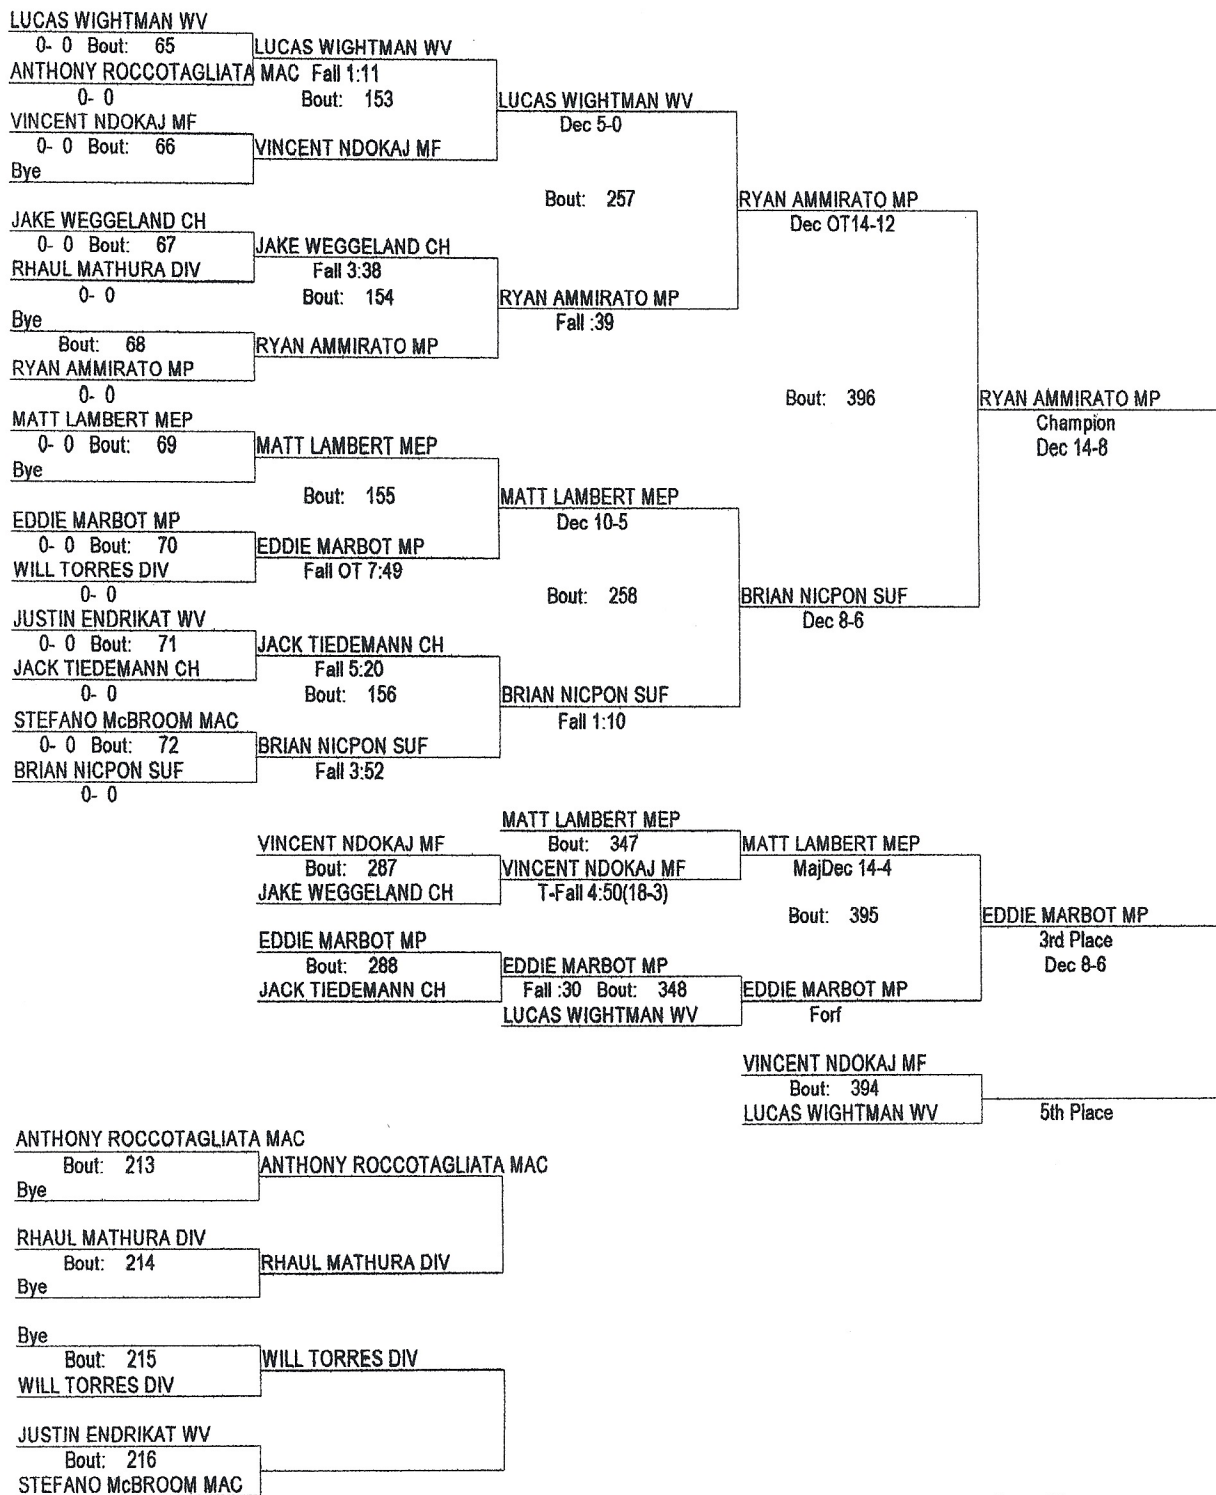 LUCAS WIGHTMAN WV
0- 0 Bout: 65
LUCAS WIGHTMAN WV
ANTHONY ROCCOTAGLIATA MAC Fall 1:11
0- 0
Bout: 153
LUCAS WIGHTMAN WV
Dec 5-0
VINCENT NDOKAJ MF
0- 0 Bout: 66
VINCENT NDOKAJ MF
Bye
Bout: 257
RYAN AMMIRATO MP
Dec OT14-12
JAKE WEGGELAND CH
0- 0 Bout: 67
JAKE WEGGELAND CH
RHAUL MATHURA DIV
Fall 3:38
0- 0
Bout: 154
RYAN AMMIRATO MP
Fall :39
Bye
Bout: 68
RYAN AMMIRATO MP
RYAN AMMIRATO MP
0- 0
Bout: 396
RYAN AMMIRATO MP
Champion
Dec 14-8
MATT LAMBERT MEP
0- 0 Bout: 69
MATT LAMBERT MEP
Bye
Bout: 155
MATT LAMBERT MEP
Dec 10-5
EDDIE MARBOT MP
0- 0 Bout: 70
EDDIE MARBOT MP
WILL TORRES DIV
Fall OT 7:49
0- 0
Bout: 258
BRIAN NICPON SUF
Dec 8-6
JUSTIN ENDRIKAT WV
0- 0 Bout: 71
JACK TIEDEMANN CH
JACK TIEDEMANN CH
Fall 5:20
0- 0
Bout: 156
BRIAN NICPON SUF
Fall 1:10
STEFANO McBROOM MAC
0- 0 Bout: 72
BRIAN NICPON SUF
BRIAN NICPON SUF
Fall 3:52
0- 0
MATT LAMBERT MEP
VINCENT NDOKAJ MF
Bout: 347
MATT LAMBERT MEP
Bout: 287
VINCENT NDOKAJ MF
MajDec 14-4
JAKE WEGGELAND CH
T-Fall 4:50(18-3)
Bout: 395
EDDIE MARBOT MP
3rd Place
Dec 8-6
EDDIE MARBOT MP
Bout: 288
EDDIE MARBOT MP
JACK TIEDEMANN CH
Fall :30 Bout: 348
EDDIE MARBOT MP
LUCAS WIGHTMAN WV
Forf
VINCENT NDOKAJ MF
Bout: 394
LUCAS WIGHTMAN WV
5th Place
ANTHONY ROCCOTAGLIATA MAC
Bout: 213
ANTHONY ROCCOTAGLIATA MAC
Bye
RHAUL MATHURA DIV
Bout: 214
RHAUL MATHURA DIV
Bye
Bye
Bout: 215
WILL TORRES DIV
WILL TORRES DIV
JUSTIN ENDRIKAT WV
Bout: 216
STEFANO McBROOM MAC